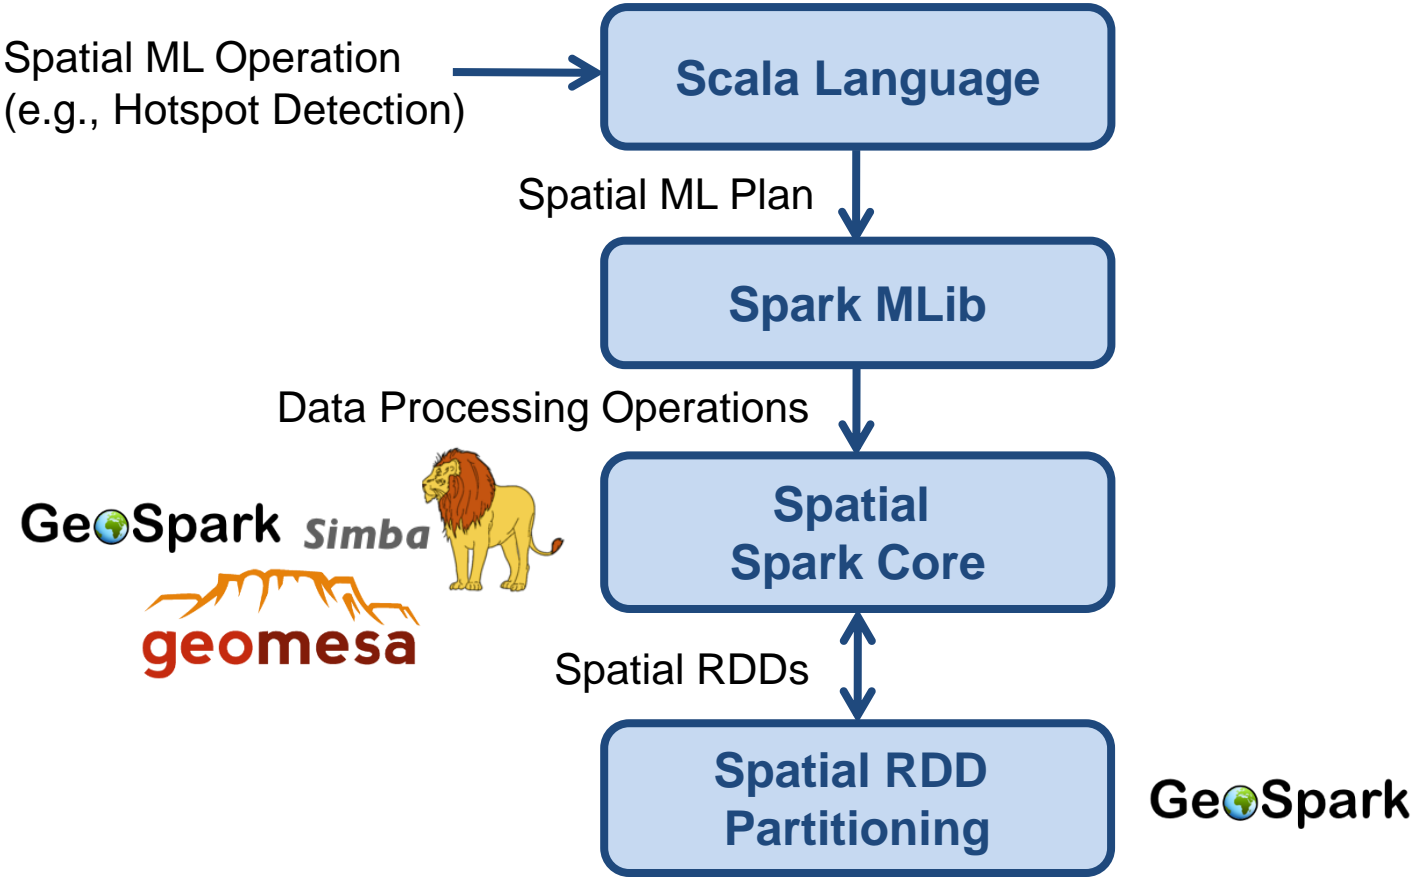 Spatial ML Operation
(e.g., Hotspot Detection)
Scala Language
Spatial ML Plan
Spark MLib
Data Processing Operations
GeoSpark
Simba
geomesa
Spatial
Spark Core
Spatial RDDs
Spatial RDD
Partitioning
GeoSpark